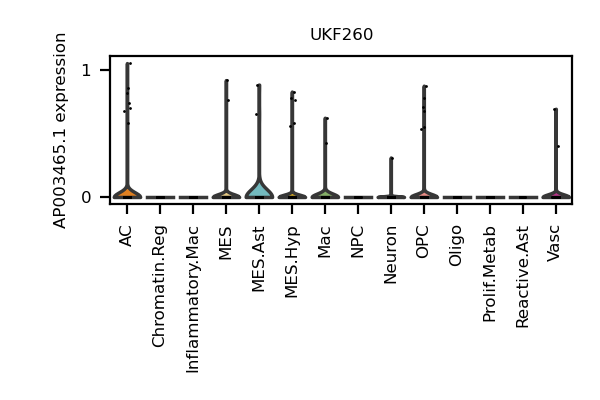 UKF260
AP003465.1 expression
1
0
AC
Chromatin.Reg
Inflammatory.Mac
MES
MES.Ast
MES.Hyp
Mac
NPC
Neuron
OPC
Oligo
Prolif.Metab
Reactive.Ast
Vasc